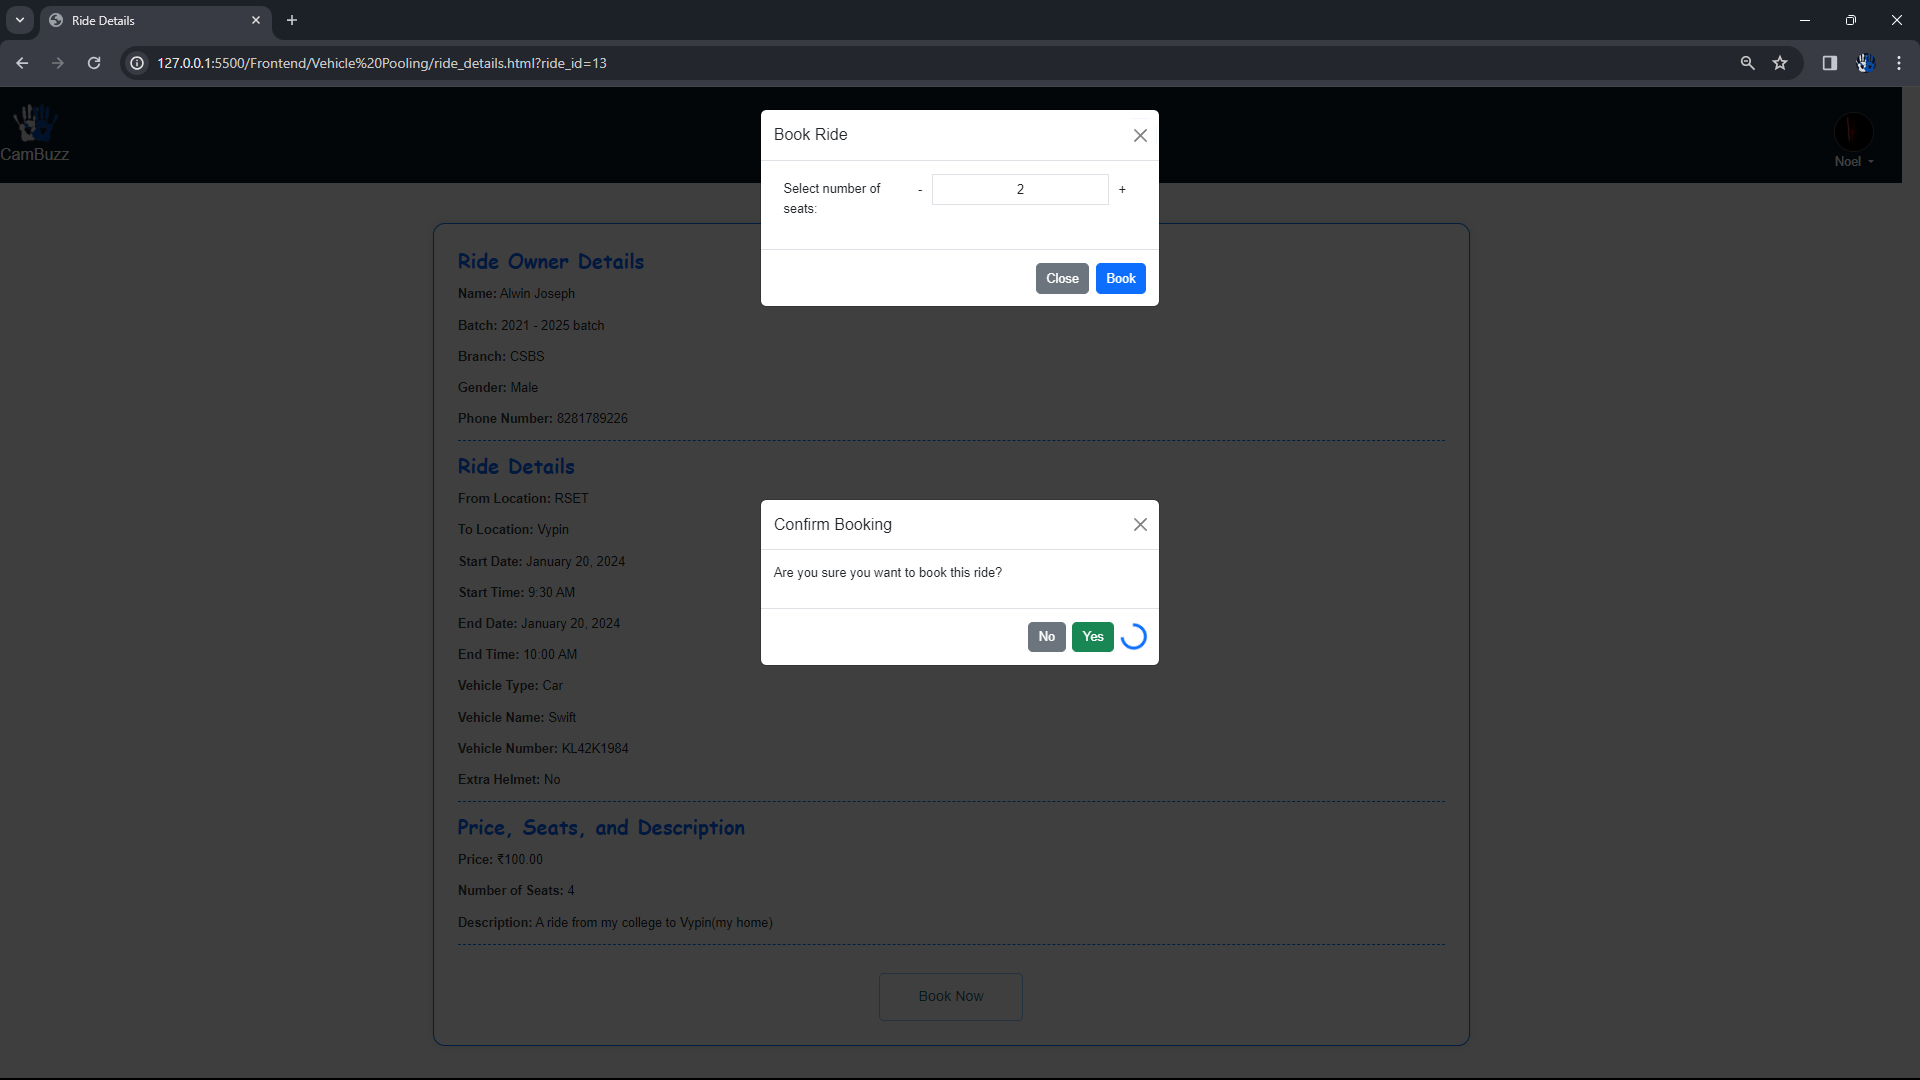 Ride Details
127.0.0.1:5500/Frontend/Vehicle%20Pooling/ride_details.html?ride_id=13
CamBuzz
Noel
Book Ride
Select number of
seats:
- 2 +
Close Book
Ride Owner Details
Name: Alwin Joseph
Batch: 2021 - 2025 batch
Branch: CSBS
Gender: Male
Phone Number: 8281789226
Ride Details
From Location: RSET
To Location: Vypin
Start Date: January 20, 2024
Start Time: 9:30 AM
End Date: January 20, 2024
End Time: 10:00 AM
Vehicle Type: Car
Vehicle Name: Swift
Vehicle Number: KL42K1984
Extra Helmet: No
Confirm Booking
Are you sure you want to book this ride?
No Yes
Price, Seats, and Description
Price: ₹100.00
Number of Seats: 4
Description: A ride from my college to Vypin(my home)
Book Now